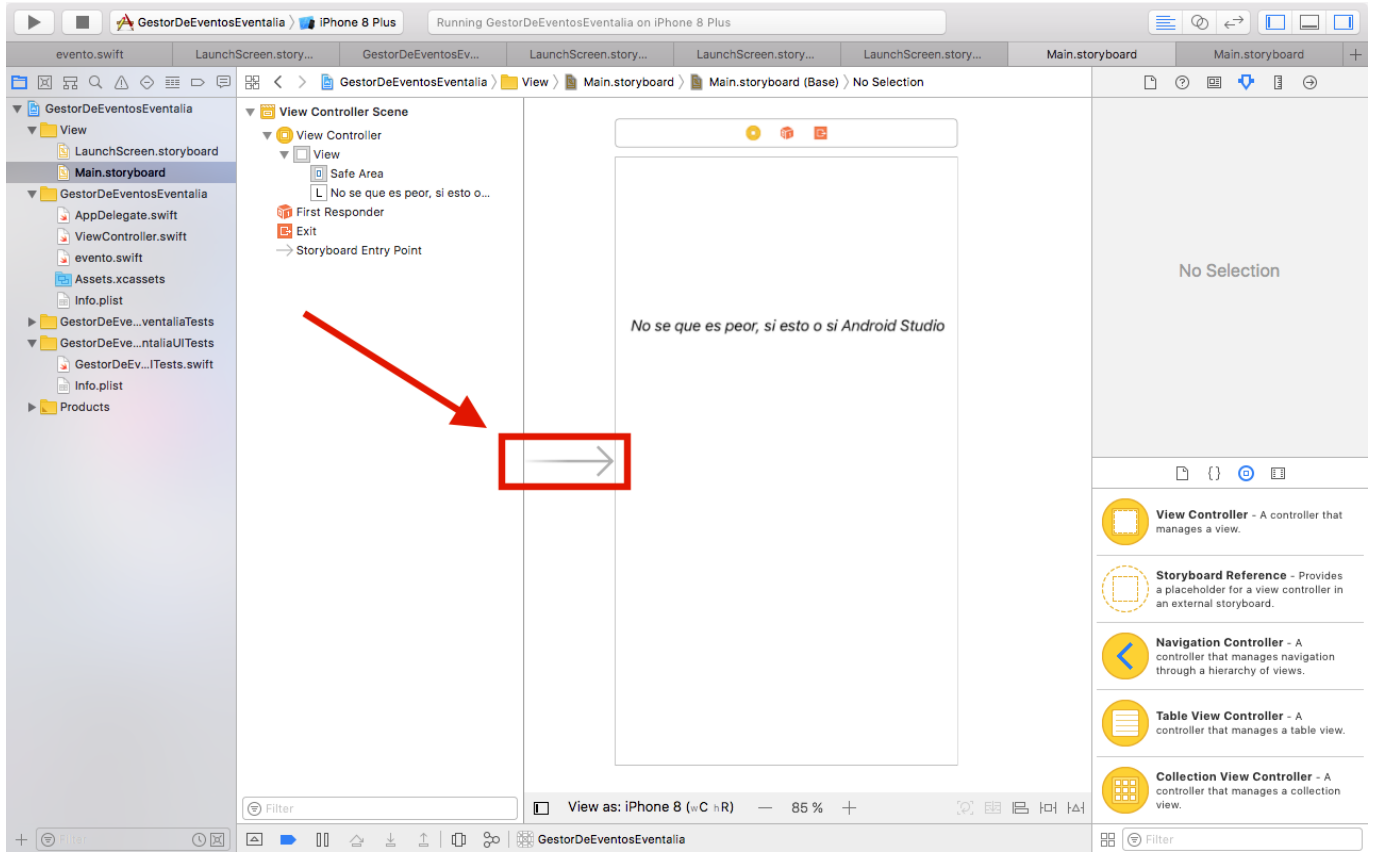 GestorDeEventosEventalia 〉 iPhone 8 Plus
Running GestorDeEventosEventalia on iPhone 8 Plus
evento.swift
LaunchScreen.story...
GestorDeEventosEv...
LaunchScreen.story...
LaunchScreen.story...
LaunchScreen.story...
Main.storyboard
Main.storyboard
GestorDeEventosEventalia 〉 View 〉 Main.storyboard 〉 Main.storyboard (Base) 〉 No Selection
GestorDeEventosEventalia
View
LaunchScreen.storyboard
Main.storyboard
GestorDeEventosEventalia
AppDelegate.swift
ViewController.swift
evento.swift
Assets.xcassets
Info.plist
GestorDeEve...ventaliaTests
GestorDeEve...ntaliaUITests
GestorDeEv...ITests.swift
Info.plist
Products
View Controller Scene
View Controller
View
Safe Area
L No se que es peor, si esto o...
First Responder
Exit
Storyboard Entry Point
No se que es peor, si esto o si Android Studio
No Selection
View Controller - A controller that
manages a view.
Storyboard Reference - Provides
a placeholder for a view controller in
an external storyboard.
Navigation Controller - A
controller that manages navigation
through a hierarchy of views.
Table View Controller - A
controller that manages a table view.
Collection View Controller - A
controller that manages a collection
view.
Filter
View as: iPhone 8 (wC hR) — 85 % +
Filter
GestorDeEventosEventalia
Filter